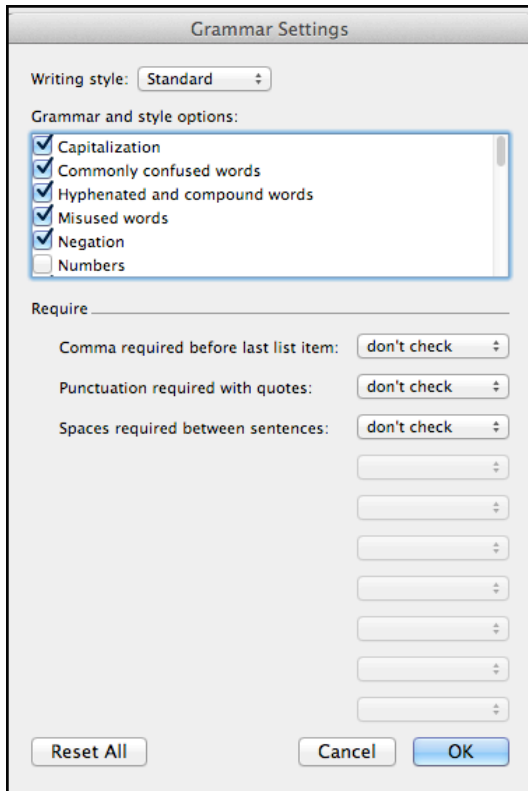 Grammar Settings
Writing style: Standard
Grammar and style options:
Capitalization
Commonly confused words
Hyphenated and compound words
Misused words
Negation
Numbers
Require
Comma required before last list item: don't check
Punctuation required with quotes: don't check
Spaces required between sentences: don't check
Reset All Cancel OK